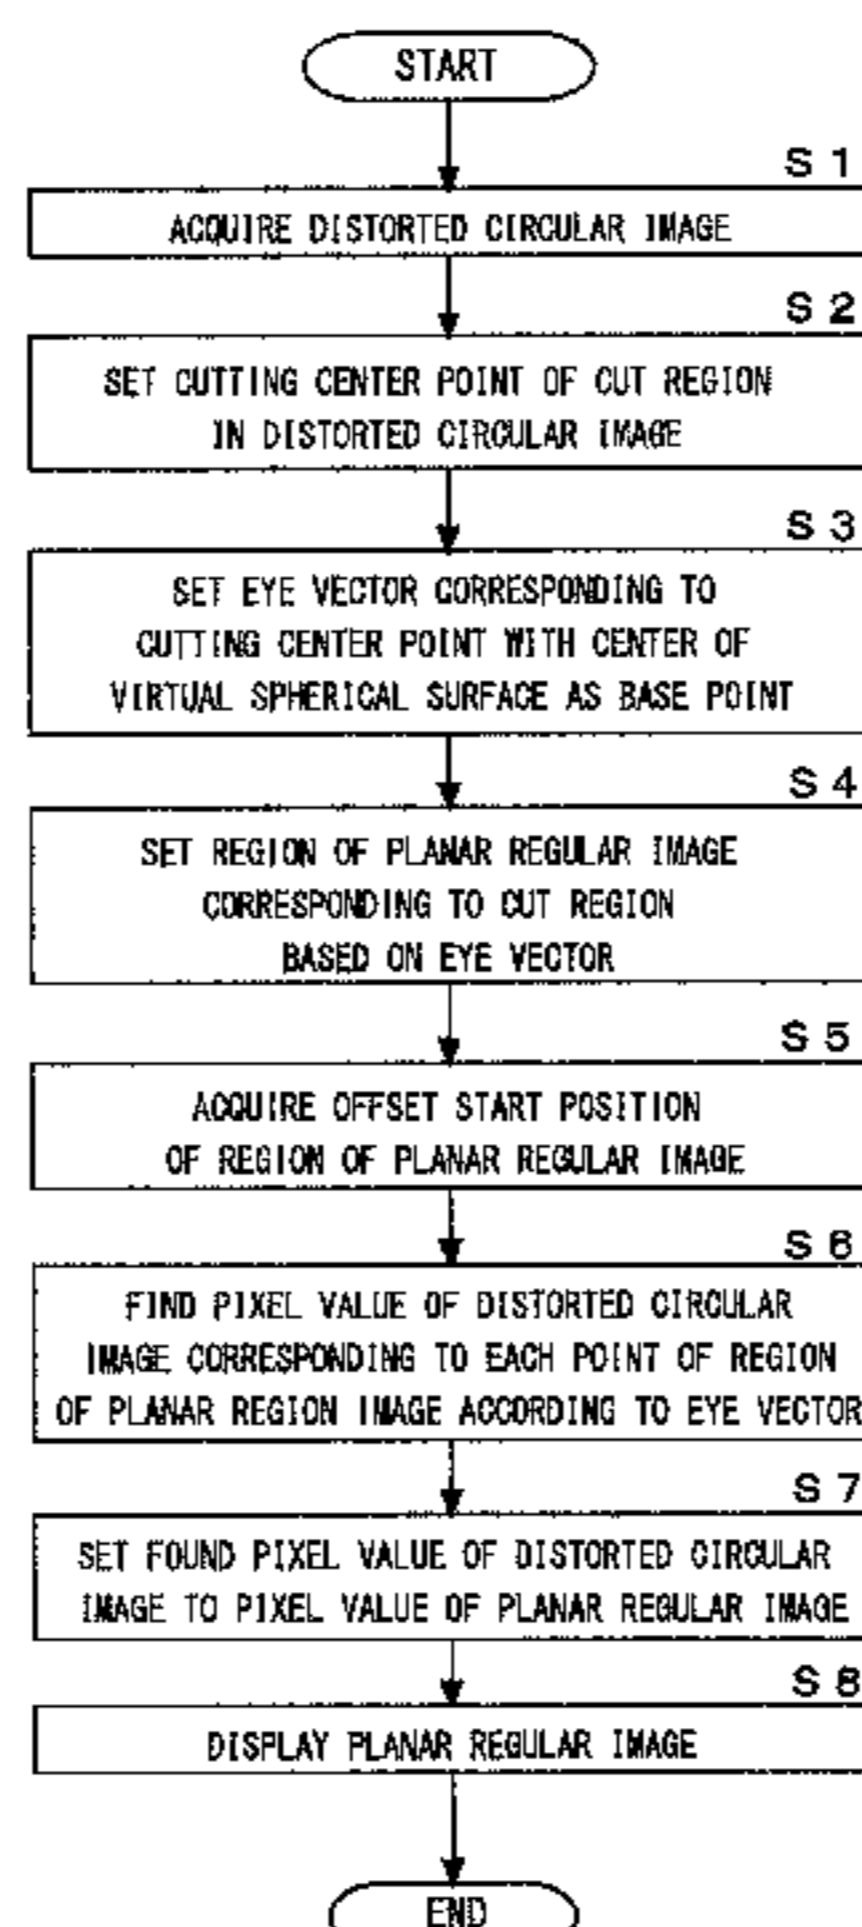 START
S 1
ACQUIRE DISTORTED CIRCULAR IMAGE
S 2
SET CUTTING CENTER POINT OF CUT REGION
IN DISTORTED CIRCULAR IMAGE
S 3
SET EYE VECTOR CORRESPONDING TO
CUTTING CENTER POINT WITH CENTER OF
VIRTUAL SPHERICAL SURFACE AS BASE POINT
S 4
SET REGION OF PLANAR REGULAR IMAGE
CORRESPONDING TO CUT REGION
BASED ON EYE VECTOR
S 5
ACQUIRE OFFSET START POSITION
OF REGION OF PLANAR REGULAR IMAGE
S 6
FIND PIXEL VALUE OF DISTORTED CIRCULAR
IMAGE CORRESPONDING TO EACH POINT OF REGION
OF PLANAR REGION IMAGE ACCORDING TO EYE VECTOR
S 7
SET FOUND PIXEL VALUE OF DISTORTED CIRCULAR
IMAGE TO PIXEL VALUE OF PLANAR REGULAR IMAGE
S 8
DISPLAY PLANAR REGULAR IMAGE
END